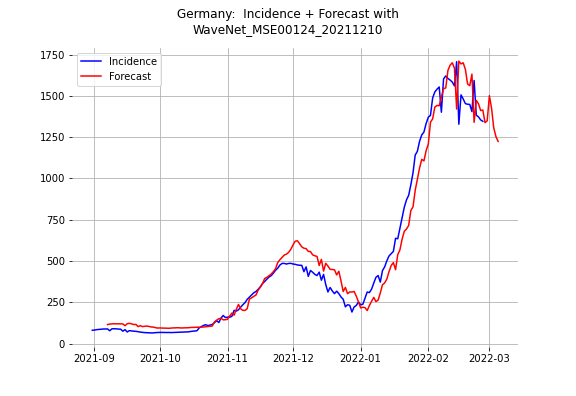 Germany:  Incidence + Forecast with
WaveNet_MSE00124_20211210
1750
Incidence
Forecast
1500
1250
1000
750
500
250
0
2021-09 2021-10 2021-11 2021-12 2022-01 2022-02 2022-03